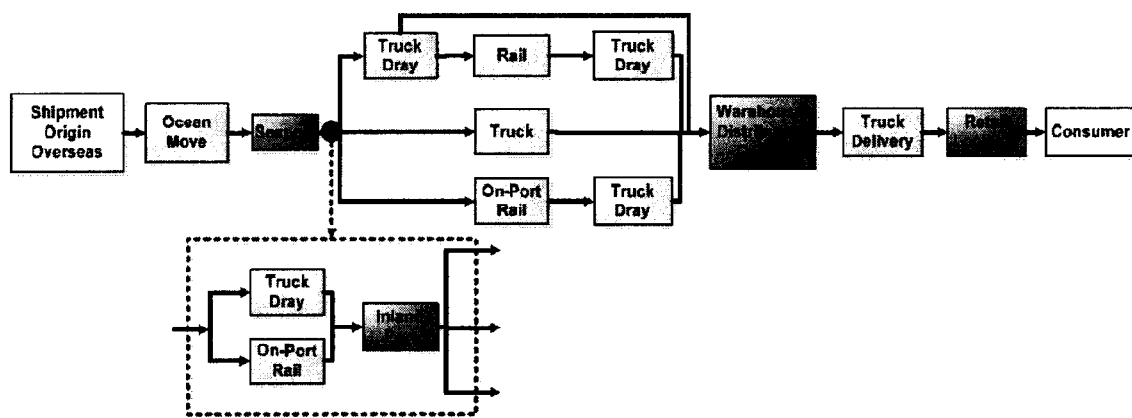 Truck
Dray
Rail
Truck
Dray
Shipment
Origin
Overseas
Ocean
Move
Truck
Truck
Delivery
Consumer
On-Port
Rail
Truck
Dray
Truck
Dray
On-Port
Rail